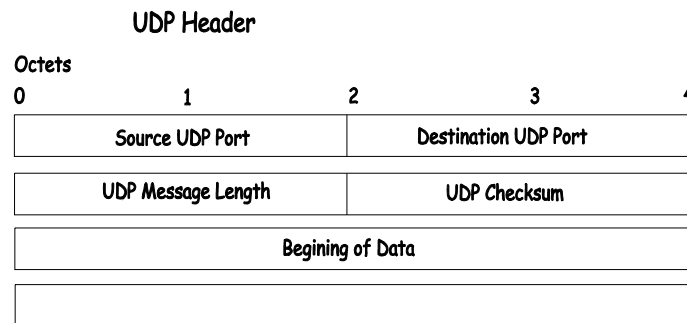 UDP Header
Octets
0 1 2 3 4
Source UDP Port Destination UDP Port
UDP Message Length UDP Checksum
Begining of Data